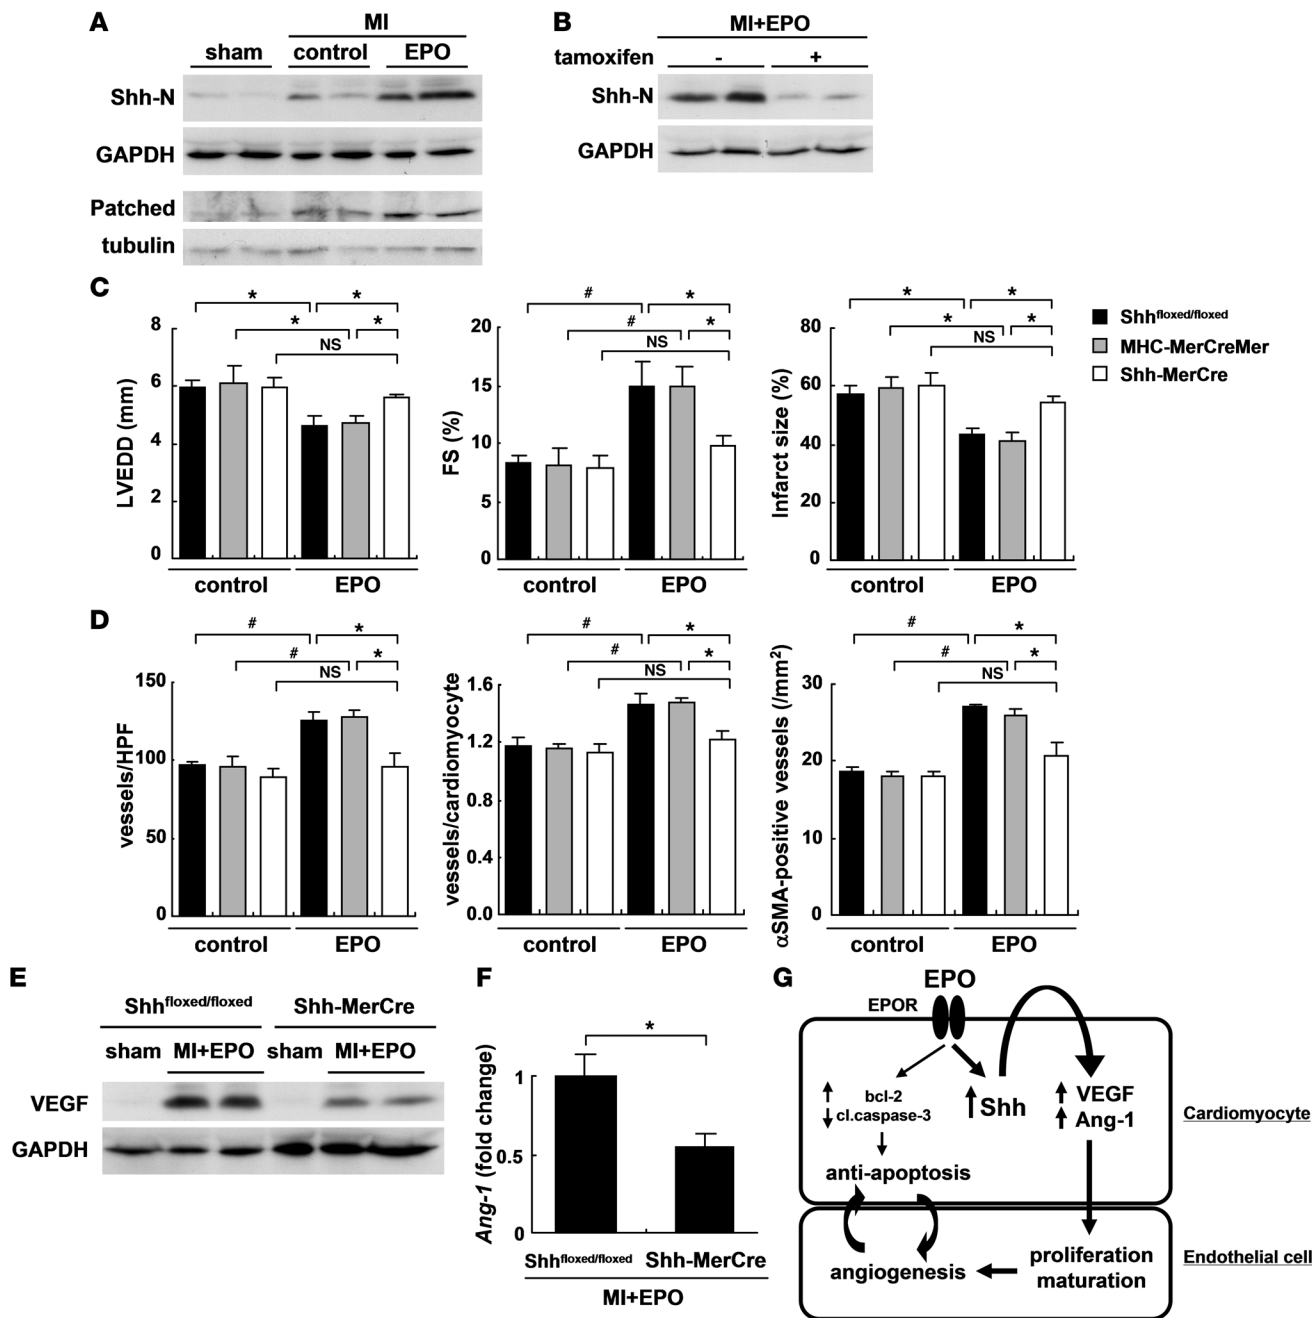 A
MI
sham control EPO
Shh-N
GAPDH
Patched
tubulin
B
MI+EPO
tamoxifen - +
Shh-N
GAPDH
C
* *
* *
NS
LVEDD (mm)
8
6
4
2
0
control EPO
# *
# *
NS
FS (%)
20
15
10
5
0
control EPO
* *
* *
NS
Infarct size (%)
80
60
40
20
0
control EPO
Shhfloxed/floxed
MHC-MerCreMer
Shh-MerCre
D
# *
# *
NS
vessels/HPF
150
100
50
0
control EPO
# *
# *
NS
vessels/cardiomyocyte
1.6
1.2
0.8
0.4
0.0
control EPO
# *
# *
NS
αSMA-positive vessels (/mm2)
30
20
10
0
control EPO
E
Shhfloxed/floxed Shh-MerCre
sham MI+EPO sham MI+EPO
VEGF
GAPDH
F
*
Ang-1 (fold change)
1
0.5
0
Shhfloxed/floxed Shh-MerCre
MI+EPO
G
EPO
EPOR
bcl-2
cl.caspase-3
Shh
VEGF
Ang-1
Cardiomyocyte
anti-apoptosis
proliferation
maturation
angiogenesis
Endothelial cell